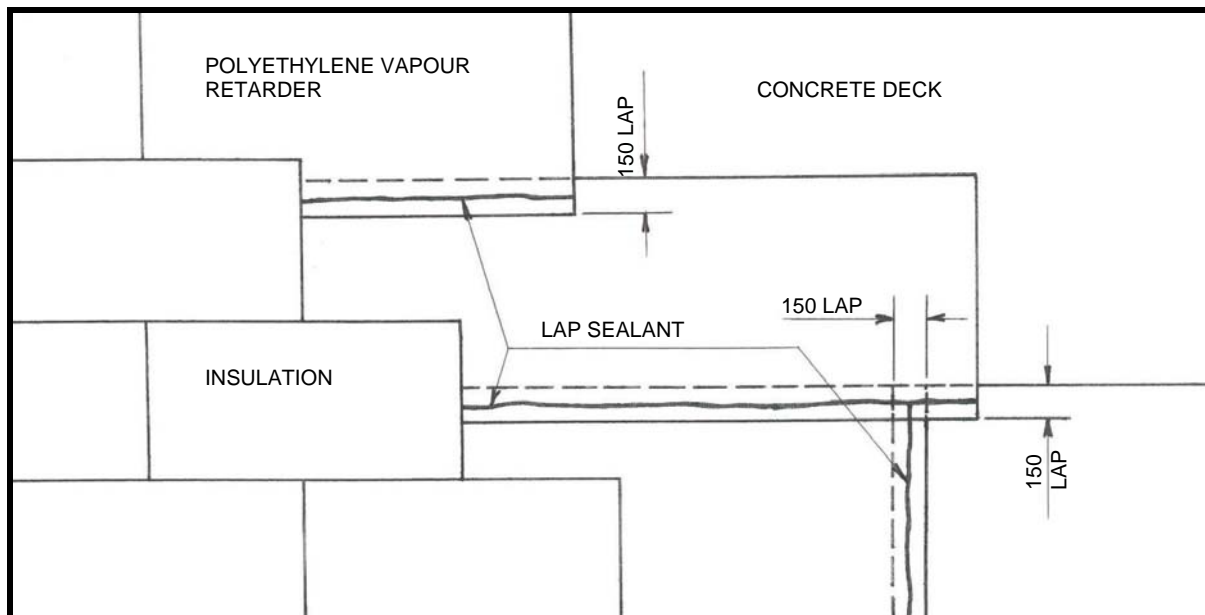 POLYETHYLENE VAPOUR
RETARDER
CONCRETE DECK
150 LAP
150 LAP
LAP SEALANT
INSULATION
150
LAP